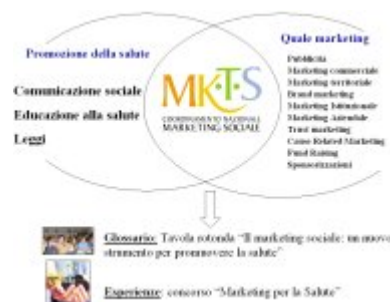 Promozione della salute
Comunicazione sociale
Educazione alla salute
Leggi
MK•T•S
COORDINAMENTO NAZIONALE
MARKETING SOCIALE
Quale marketing
Pubblicità
Marketing commerciale
Marketing territoriale
Brand marketing
Marketing Istituzionale
Marketing Aziendale
Trust marketing
Cause Related Marketing
Fund Raising
Sponsorizzazioni
Glossario: Tavola rotonda “Il marketing sociale: un nuovo
strumento per promuovere la salute”
Esperienze: concorso “Marketing per la Salute”